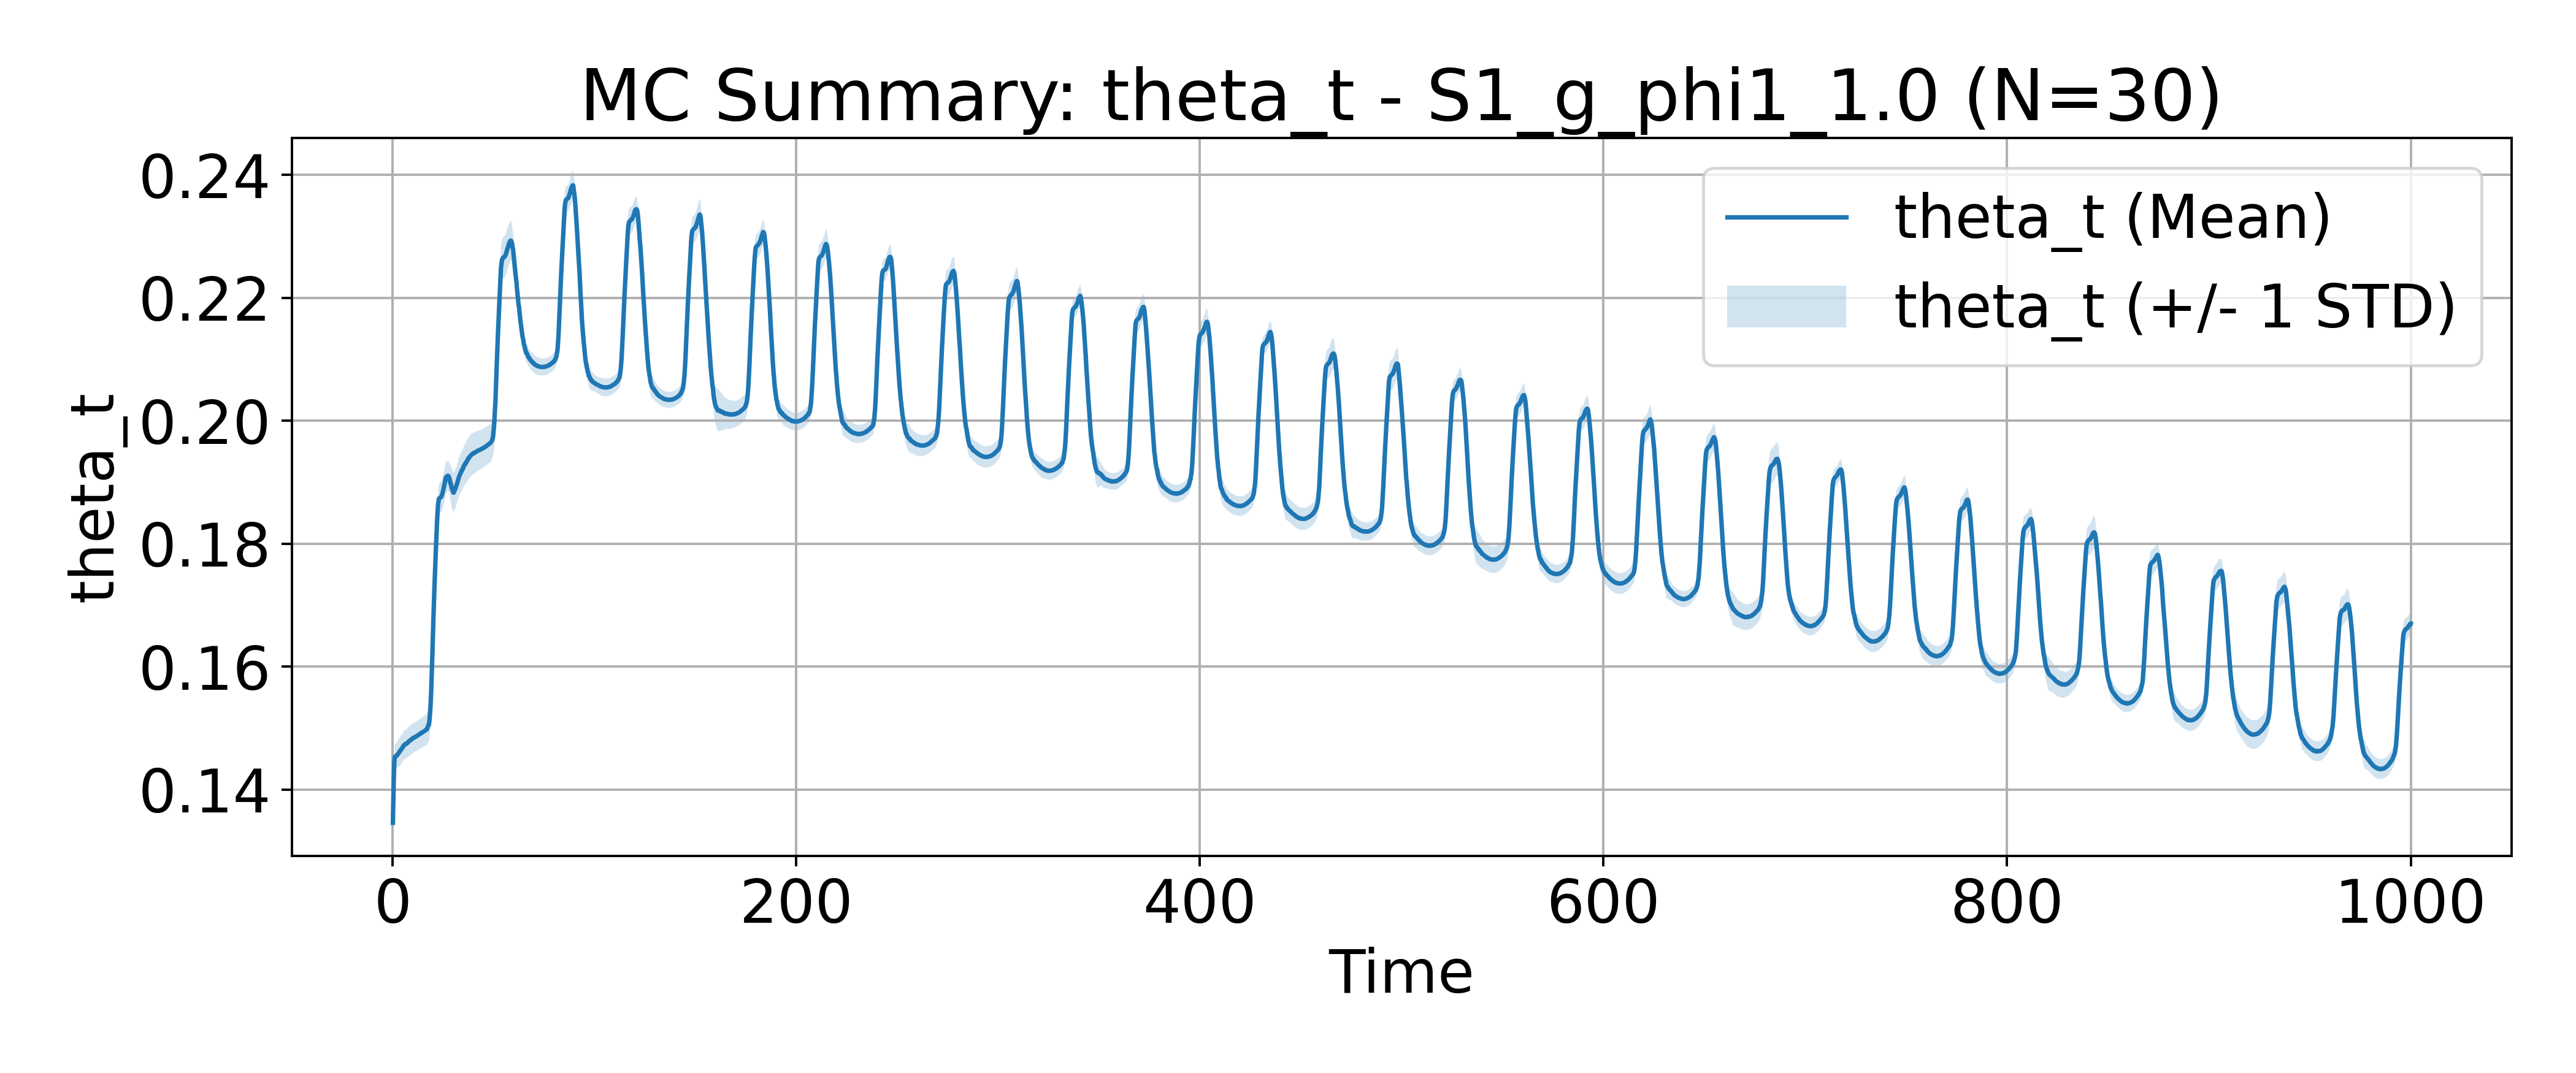 MC Summary: theta_t - S1_g_phi1_1.0 (N=30)
theta_t (Mean)
theta_t (+/- 1 STD)
theta_t
0.24
0.22
0.20
0.18
0.16
0.14
0 200 400 600 800 1000
Time